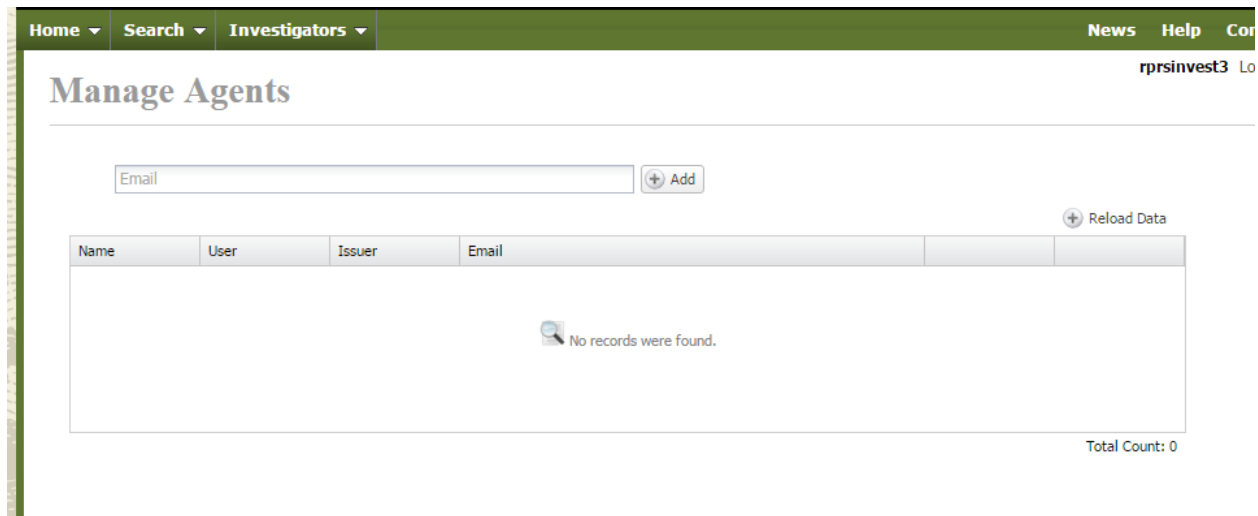 Home Search Investigators News Help
rprsinvest3
Manage Agents
Email Add
Reload Data
Name User Issuer Email
No records were found.
Total Count: 0